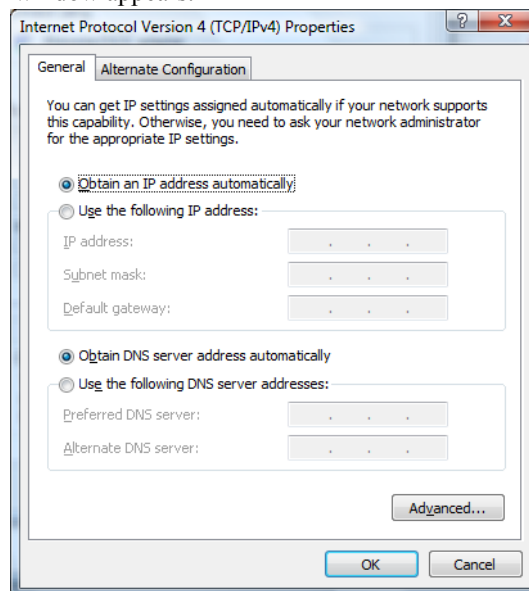 window appears.
Internet Protocol Version 4 (TCP/IPv4) Properties
General
Alternate Configuration
You can get IP settings assigned automatically if your network supports
this capability. Otherwise, you need to ask your network administrator
for the appropriate IP settings.
Obtain an IP address automatically
Use the following IP address:
IP address:
Subnet mask:
Default gateway:
Obtain DNS server address automatically
Use the following DNS server addresses:
Preferred DNS server:
Alternate DNS server:
Advanced...
OK
Cancel